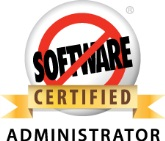 ®
SOFTWARE
CERTIFIED
ADMINISTRATOR